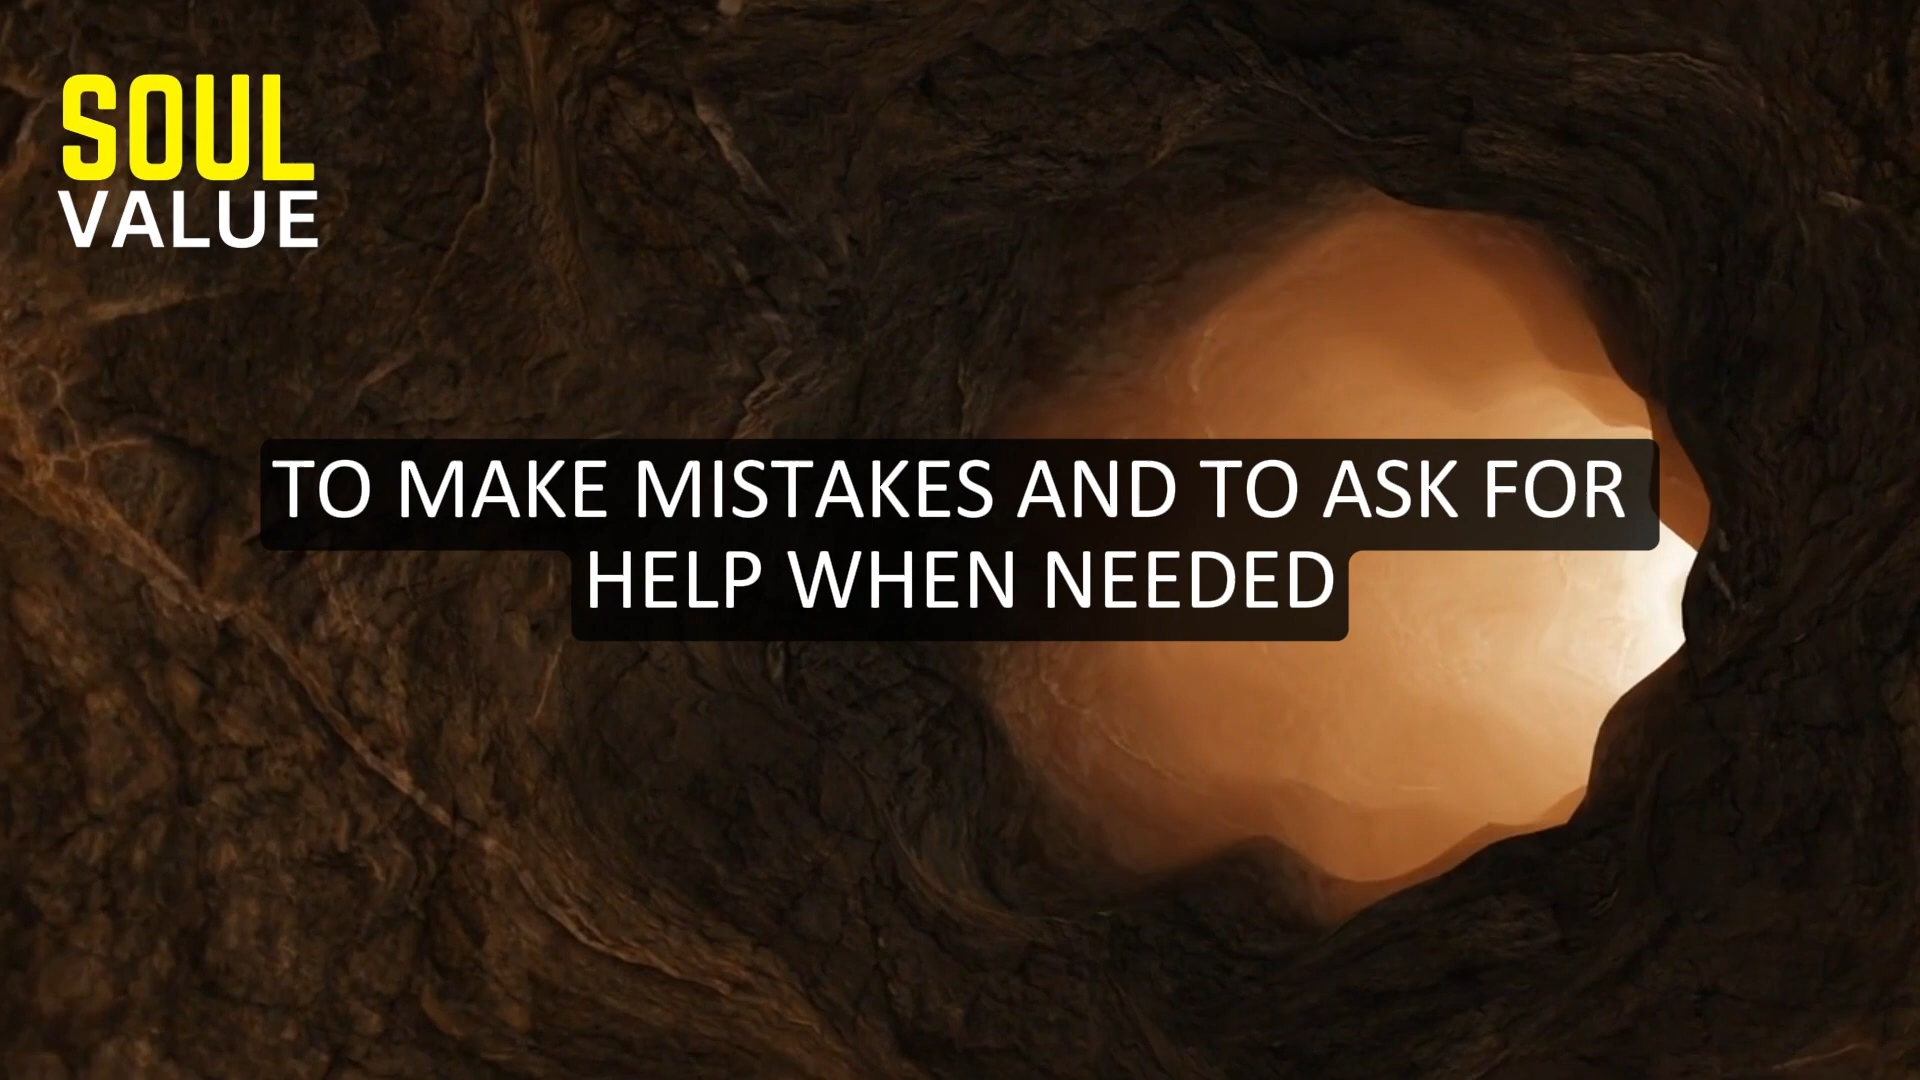 SOUL
VALUE
TO MAKE MISTAKES AND TO ASK FOR
HELP WHEN NEEDED